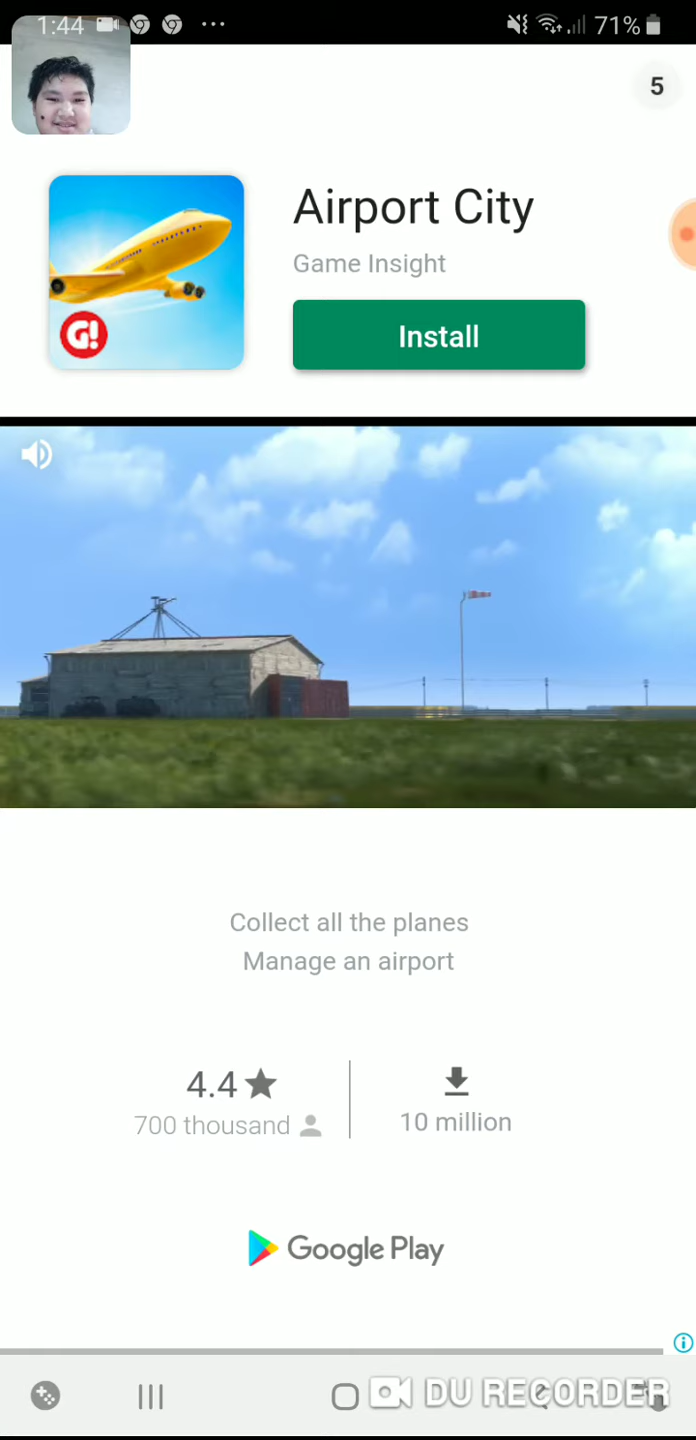 1:44
71%
5
Airport City
Game Insight
Install
G!
Collect all the planes
Manage an airport
4.4
700 thousand
10 million
Google Play
DU RECORDER